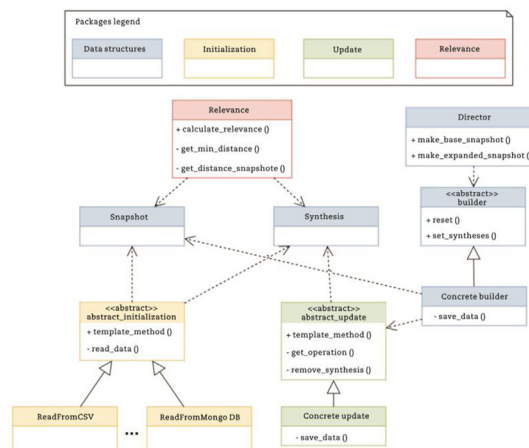 Packages legend
Data structures
Initialization
Update
Relevance
Relevance
+ calculate_relevance ()
- get_min_distance ()
- get_distance_snapshote ()
Director
+ make_base_snapshot ()
+ make_expanded_snapshot ()
Snapshot
Synthesis
<<abstract>>
builder
+ reset ()
+ set_syntheses ()
<<abstract>>
abstract_initialization
+ template_method ()
- read_data ()
<<abstract>>
abstract_update
+ template_method ()
- get_operation ()
- remove_synthesis ()
Concrete builder
- save_data ()
ReadFromCSV
...
ReadFromMongo DB
Concrete update
- save_data ()